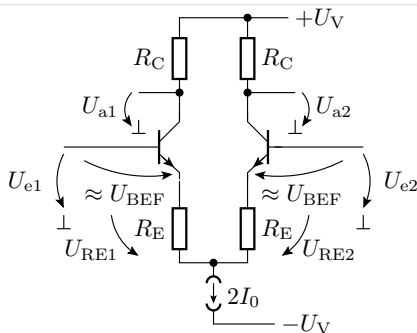 +U_V
R_C R_C
U_a1 U_a2
⊥ ⊥
U_e1 ≈ U_BEF ≈ U_BEF U_e2
⊥ R_E R_E ⊥
U_RE1 U_RE2
2I_0
−U_V